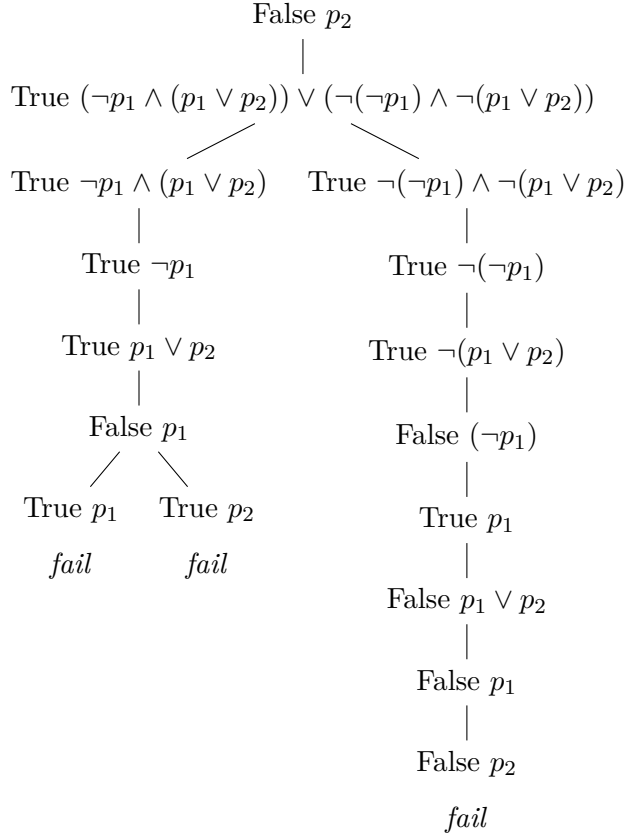 False p₂
True (¬p₁ ∧ (p₁ ∨ p₂)) ∨ (¬(¬p₁) ∧ ¬(p₁ ∨ p₂))
True ¬p₁ ∧ (p₁ ∨ p₂)
True ¬(¬p₁) ∧ ¬(p₁ ∨ p₂)
True ¬p₁
True ¬(¬p₁)
True p₁ ∨ p₂
True ¬(p₁ ∨ p₂)
False p₁
False (¬p₁)
True p₁
True p₂
True p₁
fail
fail
False p₁ ∨ p₂
False p₁
False p₂
fail